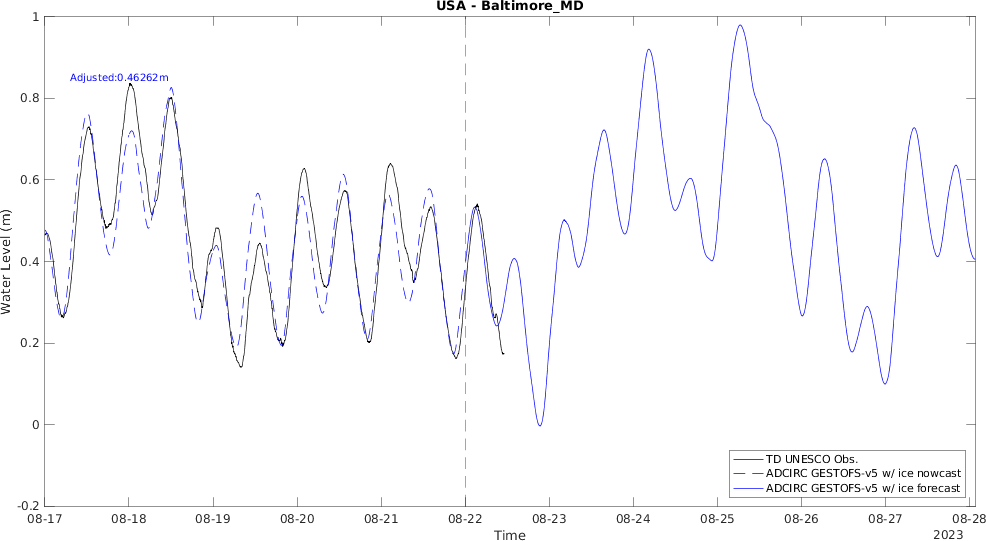 USA - Baltimore_MD
Adjusted:0.46262m
1
0.8
0.6
0.4
0.2
0
-0.2
Water Level (m)
08-17 08-18 08-19 08-20 08-21 08-22 08-23 08-24 08-25 08-26 08-27 08-28
Time
2023
TD UNESCO Obs.
ADCIRC GESTOFS-v5 w/ ice nowcast
ADCIRC GESTOFS-v5 w/ ice forecast